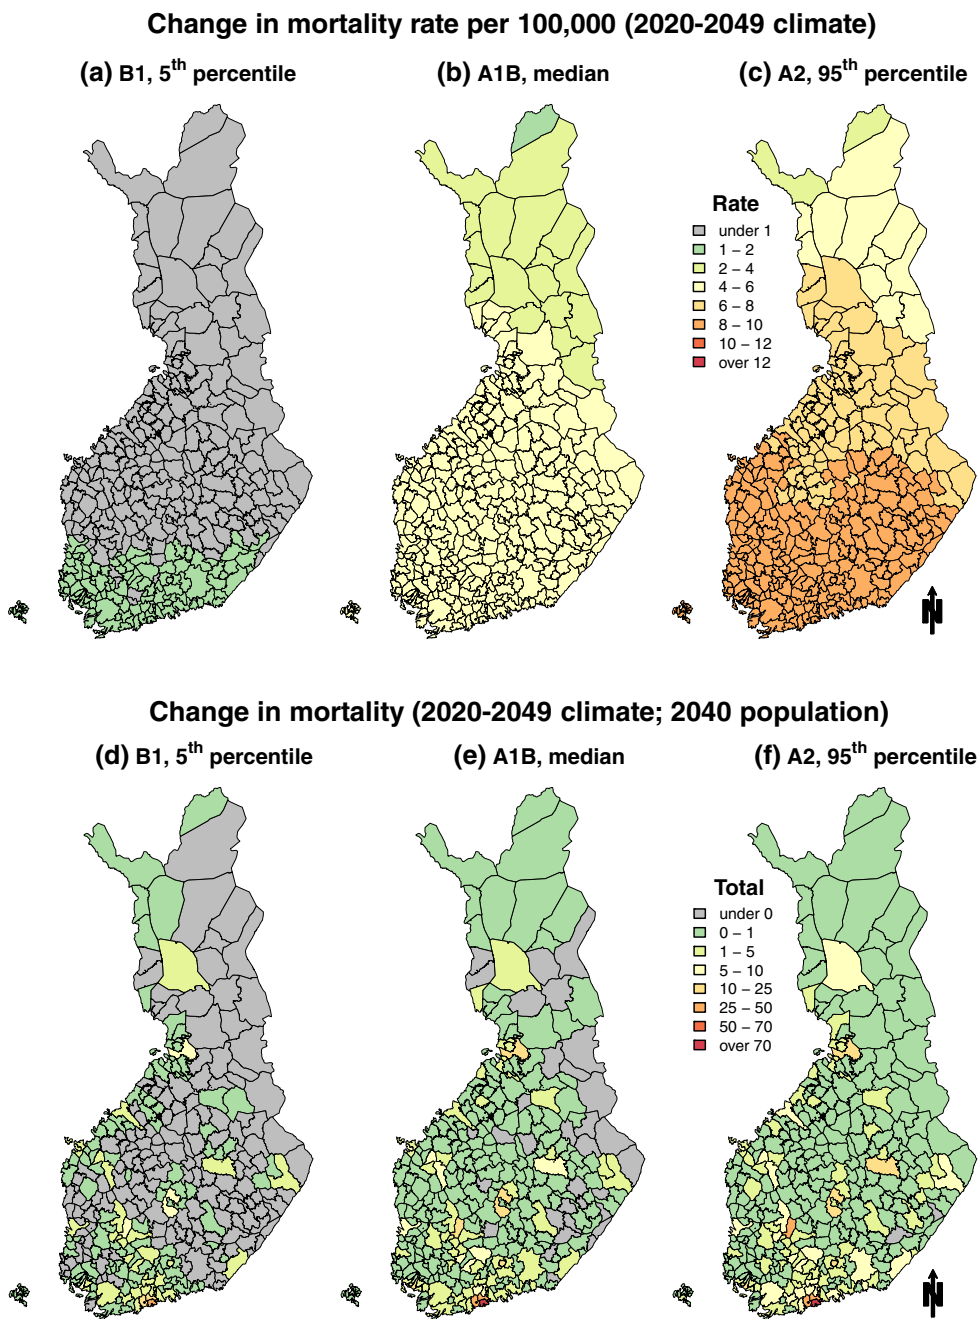 Change in mortality rate per 100,000 (2020-2049 climate)
(a) B1, 5th percentile
(b) A1B, median
(c) A2, 95th percentile
Rate
under 1
1 – 2
2 – 4
4 – 6
6 – 8
8 – 10
10 – 12
over 12
N
Change in mortality (2020-2049 climate; 2040 population)
(d) B1, 5th percentile
(e) A1B, median
(f) A2, 95th percentile
Total
under 0
0 – 1
1 – 5
5 – 10
10 – 25
25 – 50
50 – 70
over 70
N